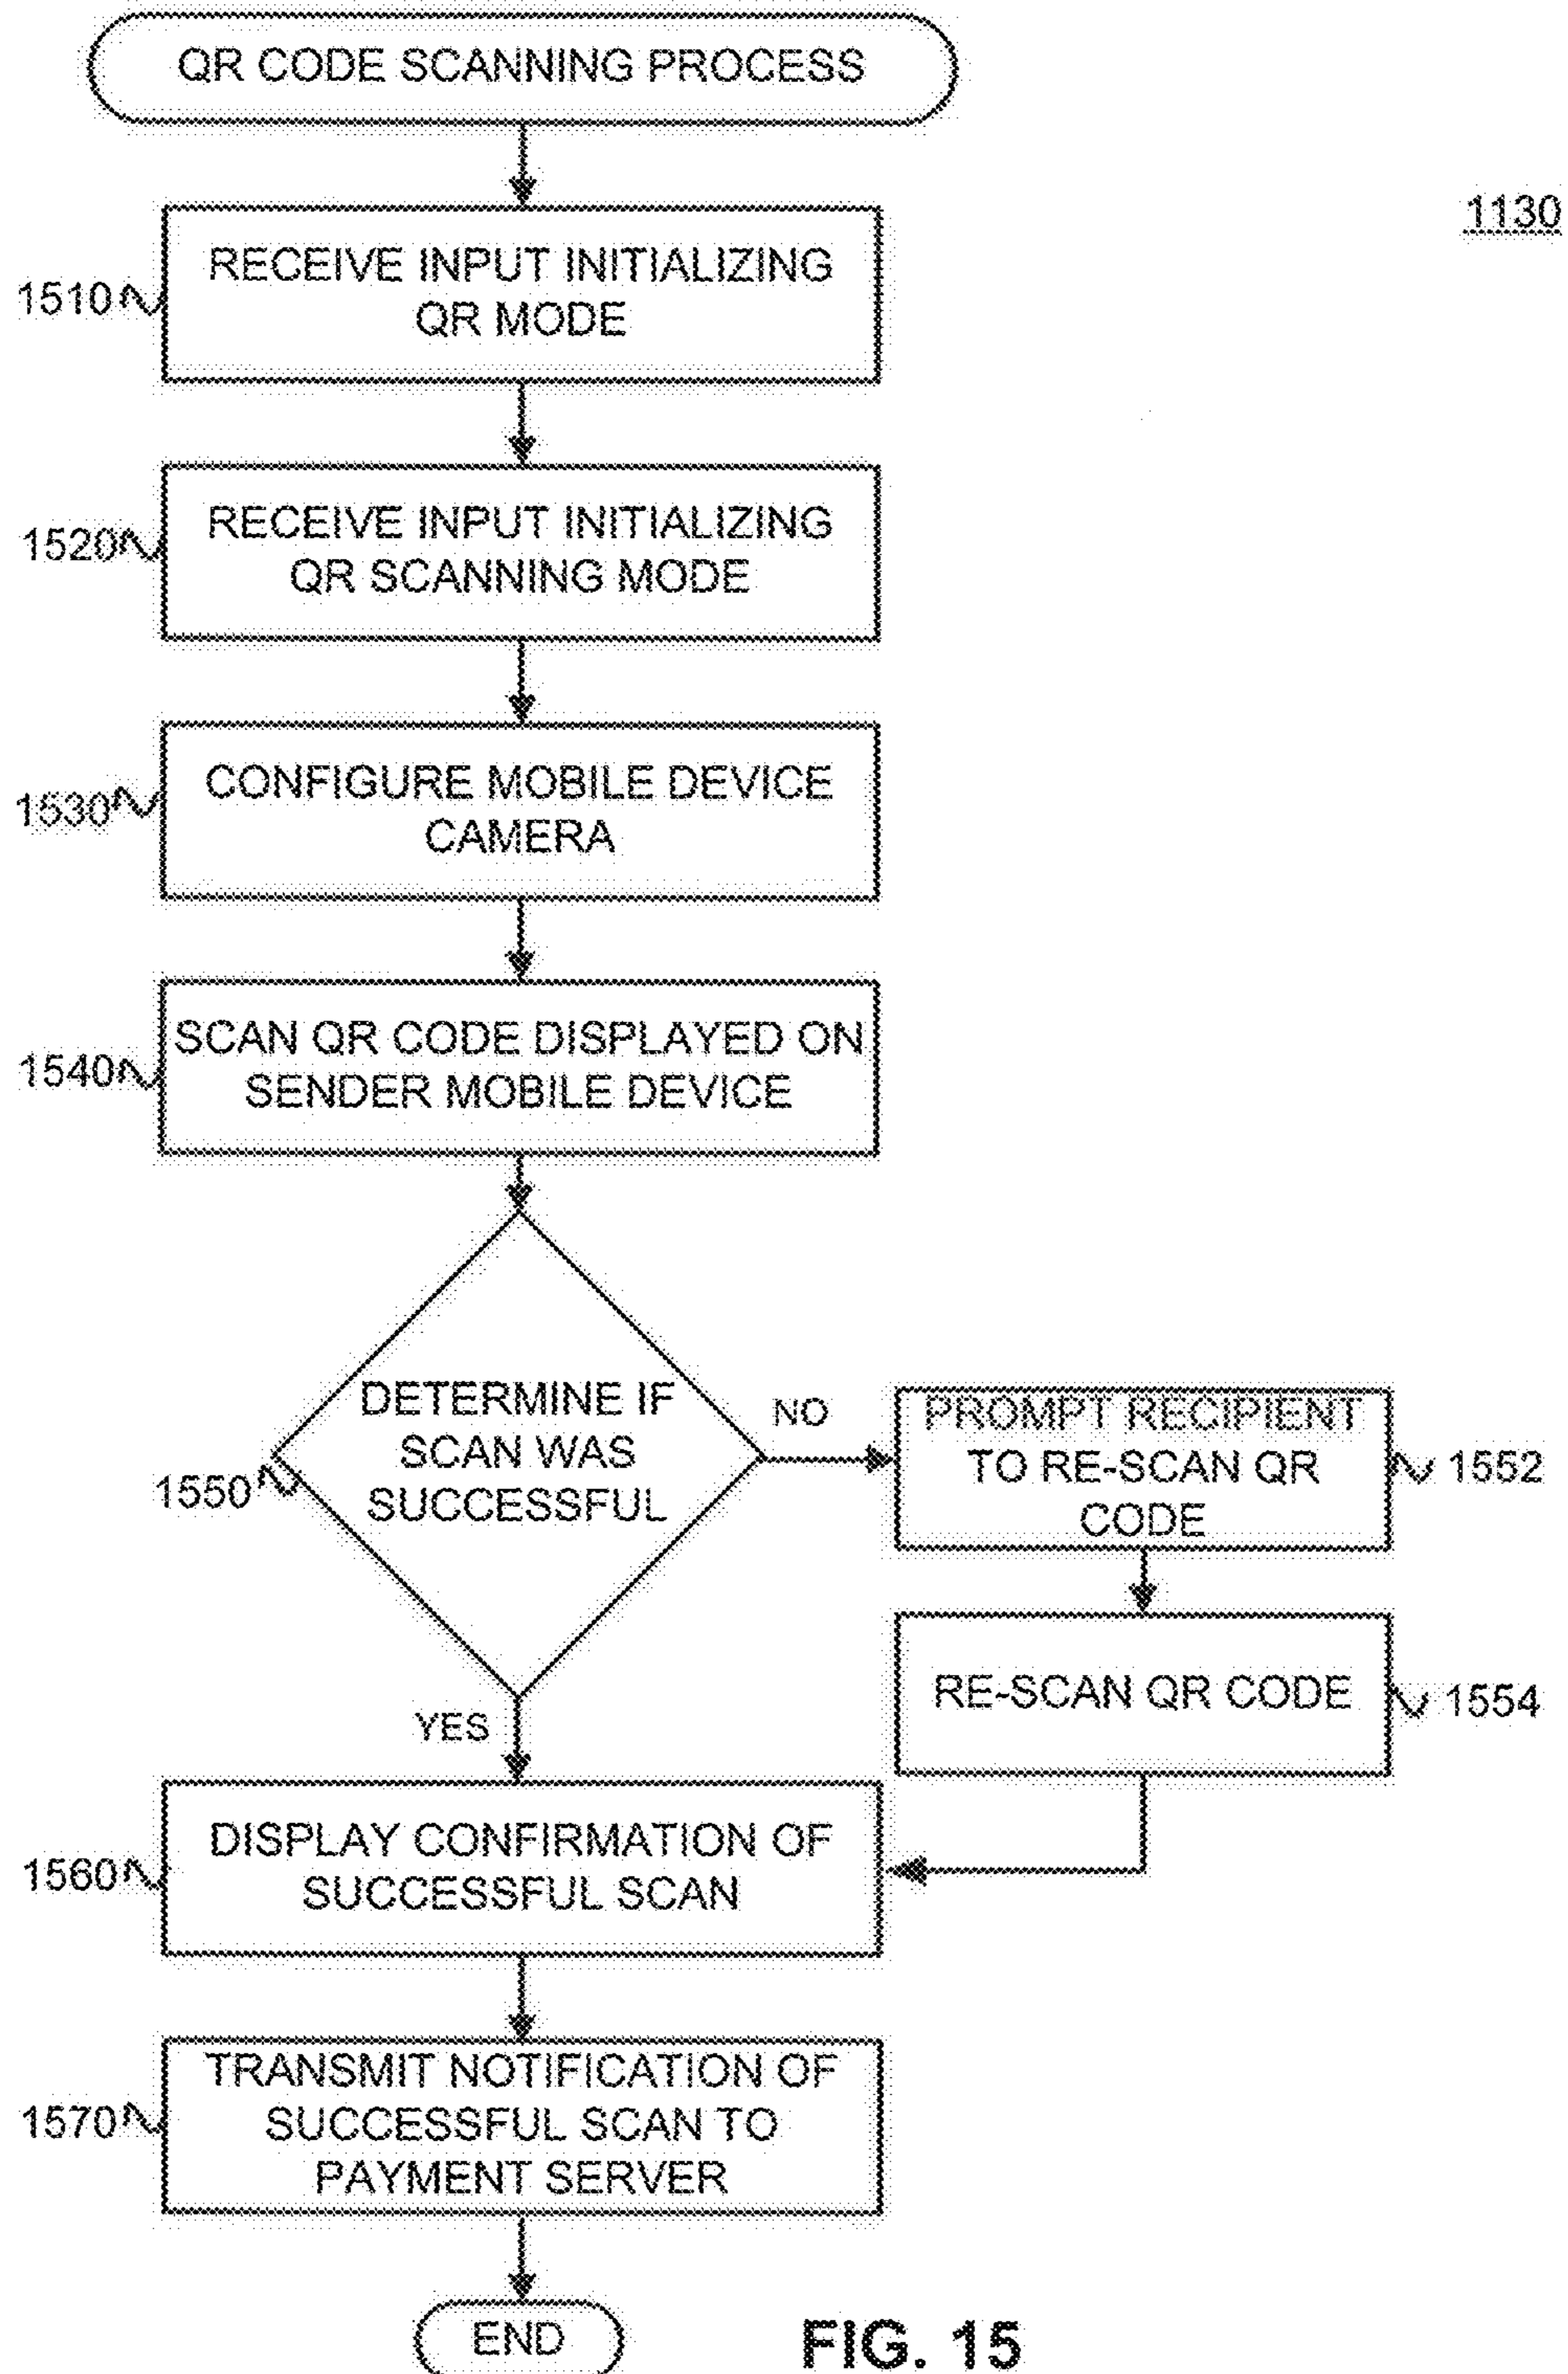 QR CODE SCANNING PROCESS
1130
RECEIVE INPUT INITIALIZING
QR MODE
1510
RECEIVE INPUT INITIALIZING
QR SCANNING MODE
1520
CONFIGURE MOBILE DEVICE
CAMERA
1530
SCAN QR CODE DISPLAYED ON
SENDER MOBILE DEVICE
1540
DETERMINE IF
SCAN WAS
SUCCESSFUL
1550
NO
PROMPT RECIPIENT
TO RE-SCAN QR
CODE
1552
RE-SCAN QR CODE
1554
YES
DISPLAY CONFIRMATION OF
SUCCESSFUL SCAN
1560
TRANSMIT NOTIFICATION OF
SUCCESSFUL SCAN TO
PAYMENT SERVER
1570
END
FIG. 15